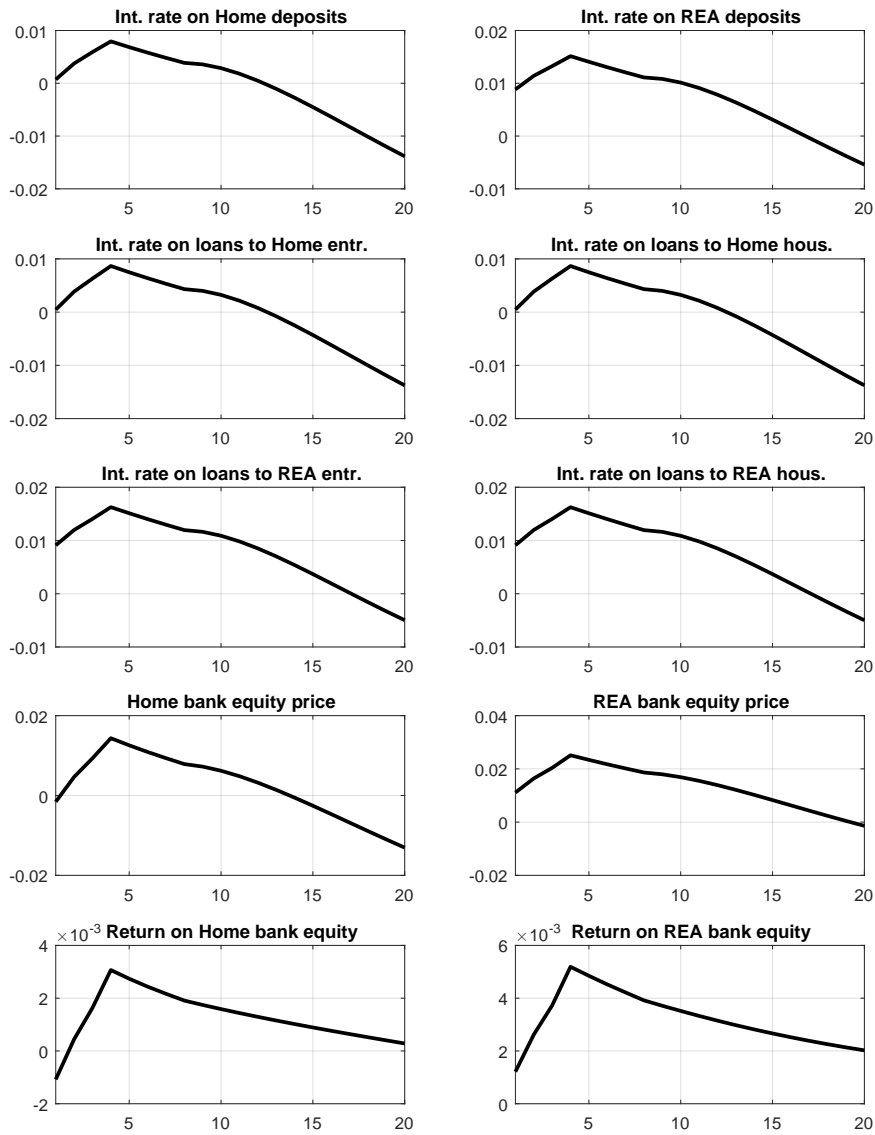 Int. rate on Home deposits
0.01
0
-0.01
-0.02
5 10 15 20
Int. rate on REA deposits
0.02
0.01
0
-0.01
5 10 15 20
Int. rate on loans to Home entr.
0.01
0
-0.01
-0.02
5 10 15 20
Int. rate on loans to Home hous.
0.01
0
-0.01
-0.02
5 10 15 20
Int. rate on loans to REA entr.
0.02
0.01
0
-0.01
5 10 15 20
Int. rate on loans to REA hous.
0.02
0.01
0
-0.01
5 10 15 20
Home bank equity price
0.02
0
-0.02
5 10 15 20
REA bank equity price
0.04
0.02
0
-0.02
5 10 15 20
×10⁻³ Return on Home bank equity
4
2
0
-2
5 10 15 20
×10⁻³ Return on REA bank equity
6
4
2
0
5 10 15 20